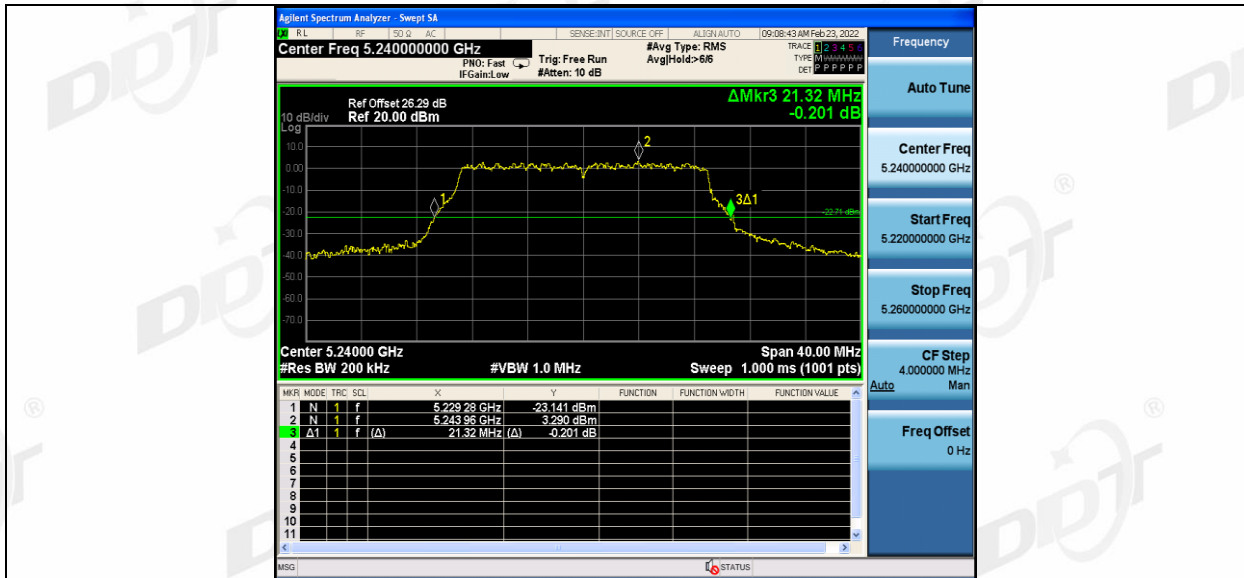 Agilent Spectrum Analyzer - Swept SA
RL RF 50 Ω AC SENSE:INT SOURCE OFF ALIGN AUTO 09:08:43 AM Feb 23, 2022
Center Freq 5.240000000 GHz
PNO: Fast
IFGain:Low
Trig: Free Run
#Atten: 10 dB
#Avg Type: RMS
Avg|Hold:>6/6
TRACE 1 2 3 4 5 6
TYPE M
DET P P P P P P
Frequency
Auto Tune
Center Freq
5.240000000 GHz
Start Freq
5.220000000 GHz
Stop Freq
5.260000000 GHz
CF Step
4.000000 MHz
Auto Man
Freq Offset
0 Hz
ΔMkr3 21.32 MHz
-0.201 dB
Ref Offset 26.29 dB
10 dB/div Ref 20.00 dBm
Log
10.0
0.00
-10.0
-20.0
-30.0
-40.0
-50.0
-60.0
-70.0
1
2
3Δ1
-22.71 dBm
Center 5.24000 GHz Span 40.00 MHz
#Res BW 200 kHz #VBW 1.0 MHz Sweep 1.000 ms (1001 pts)
MKR MODE TRC SCL X Y FUNCTION FUNCTION WIDTH FUNCTION VALUE
1 N 1 f 5.229 28 GHz -23.141 dBm
2 N 1 f 5.243 96 GHz 3.290 dBm
3 Δ1 1 f (Δ) 21.32 MHz (Δ) -0.201 dB
4
5
6
7
8
9
10
11
MSG STATUS
DDT
®